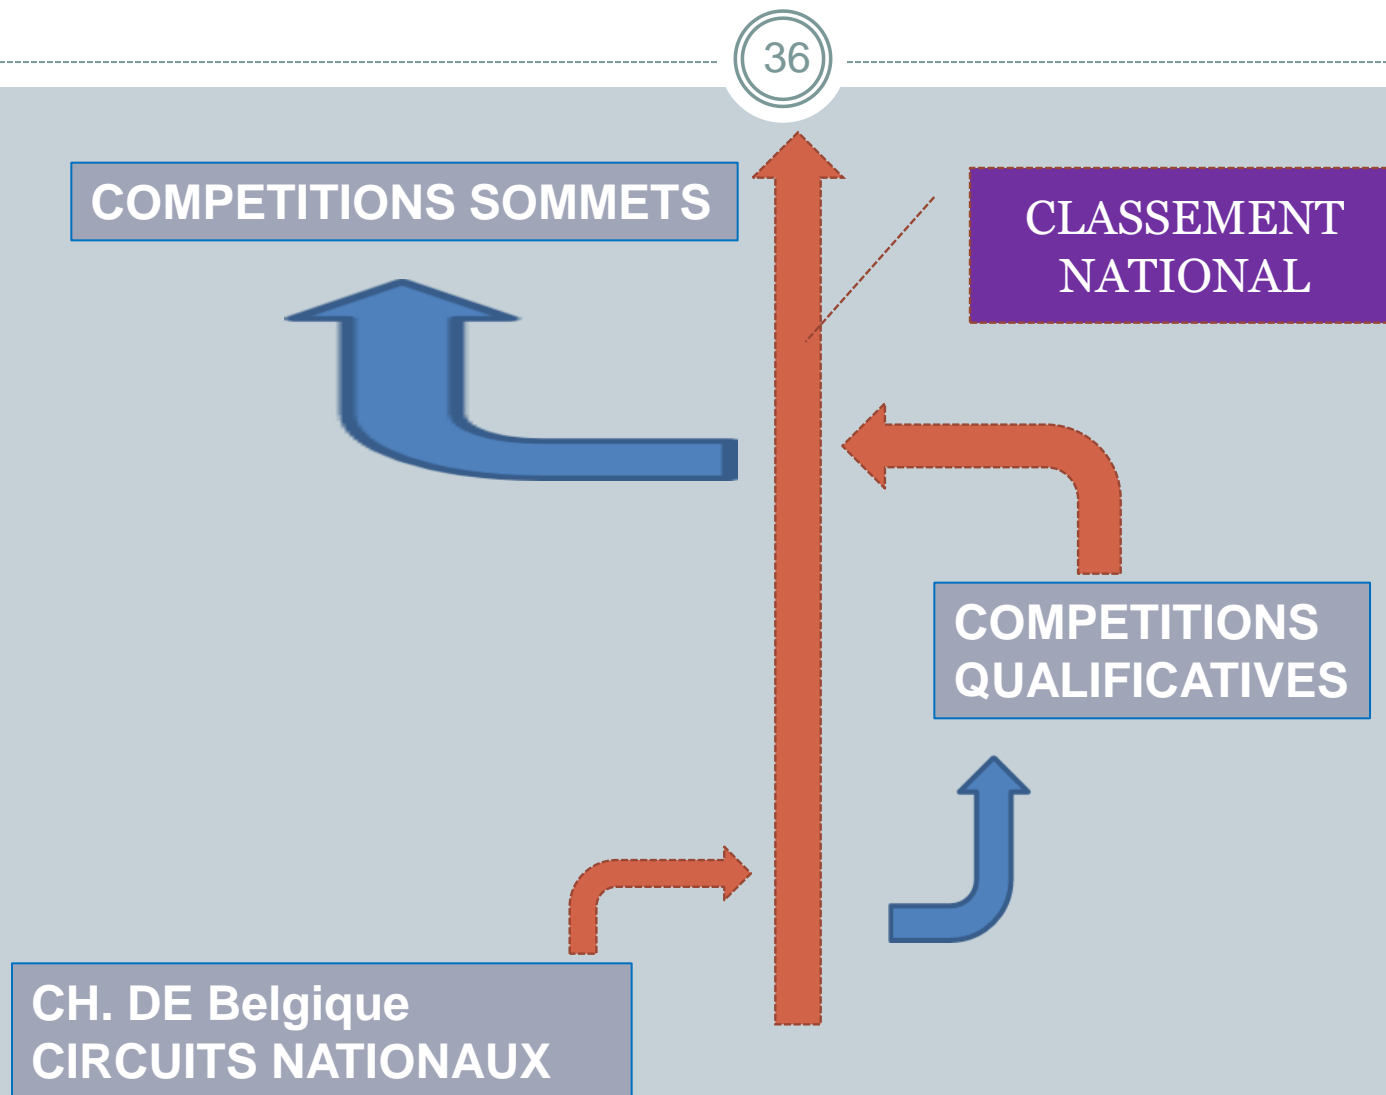 36
COMPETITIONS SOMMETS
CLASSEMENT
NATIONAL
COMPETITIONS
QUALIFICATIVES
CH. DE Belgique
CIRCUITS NATIONAUX